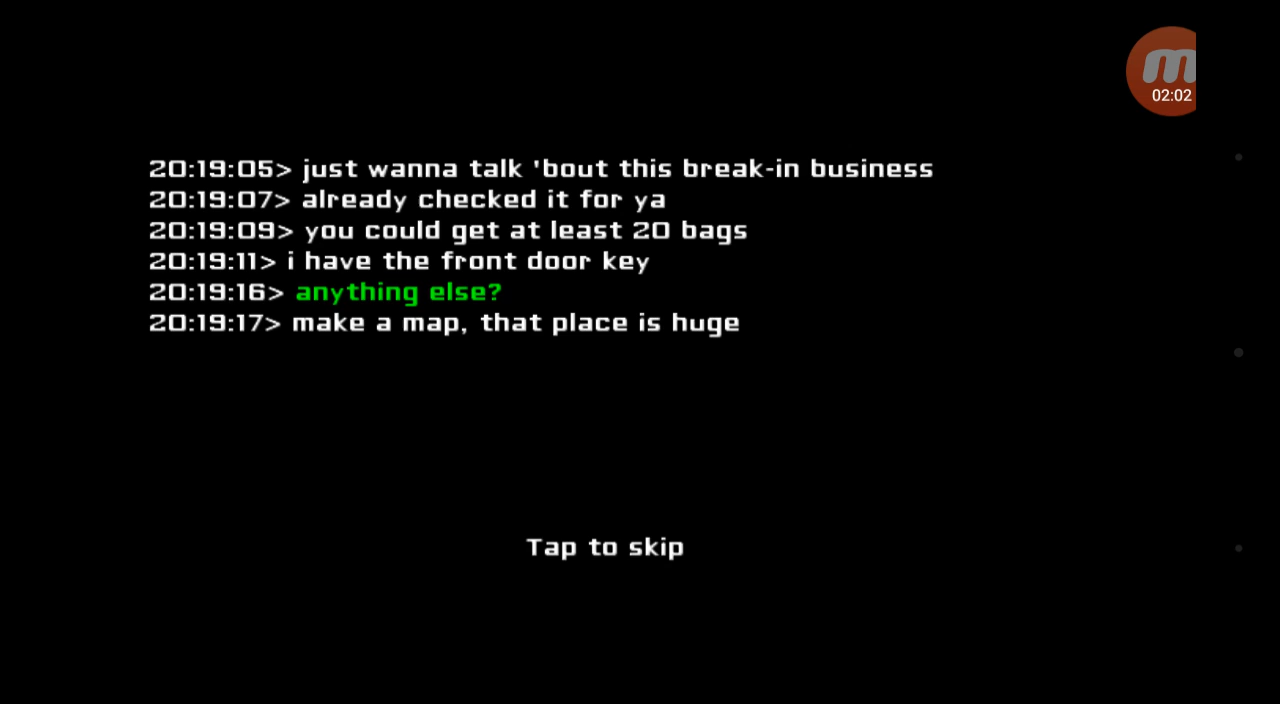 02:02
20:19:05> just wanna talk 'bout this break-in business
20:19:07> already checked it for ya
20:19:09> you could get at least 20 bags
20:19:11> i have the front door key
20:19:16> anything else?
20:19:17> make a map, that place is huge
Tap to skip